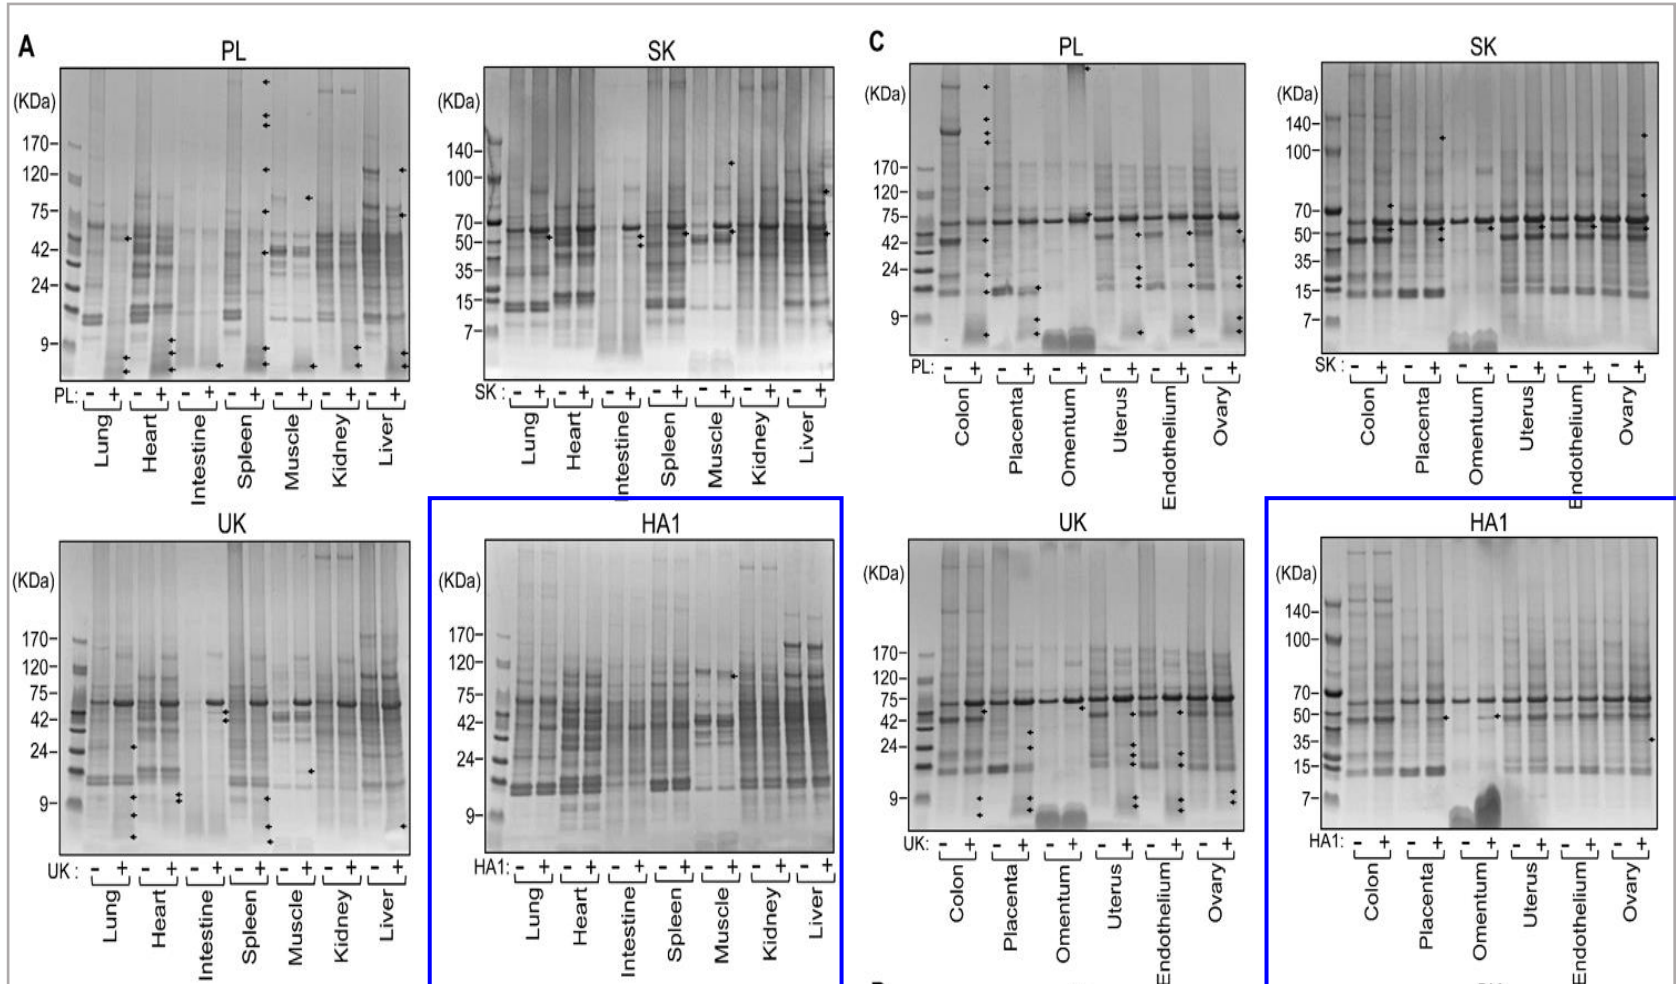 A
PL
(KDa)
170
120
75
42
24
9
PL: - + - + - + - + - + - + - +
Lung Heart Intestine Spleen Muscle Kidney Liver
SK
(KDa)
140
100
70
50
35
15
7
SK : - + - + - + - + - + - + - +
Lung Heart Intestine Spleen Muscle Kidney Liver
UK
(KDa)
170
120
75
42
24
9
UK : - + - + - + - + - + - + - +
Lung Heart Intestine Spleen Muscle Kidney Liver
HA1
(KDa)
170
120
75
42
24
9
HA1: - + - + - + - + - + - + - +
Lung Heart Intestine Spleen Muscle Kidney Liver
C
PL
(KDa)
170
120
75
42
24
9
PL: - + - + - + - + - + - +
Colon Placenta Omentum Uterus Endothelium Ovary
SK
(KDa)
140
100
70
50
35
15
7
SK : - + - + - + - + - + - +
Colon Placenta Omentum Uterus Endothelium Ovary
UK
(KDa)
170
120
75
42
24
9
UK: - + - + - + - + - + - +
Colon Placenta Omentum Uterus Endothelium Ovary
HA1
(KDa)
140
100
70
50
35
15
7
HA1: - + - + - + - + - + - +
Colon Placenta Omentum Uterus Endothelium Ovary